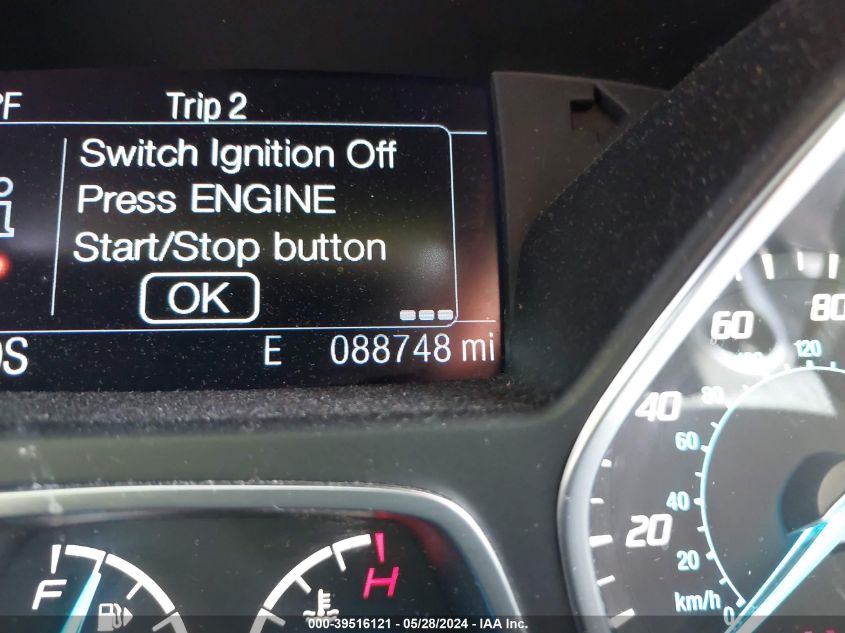 Trip 2
Switch Ignition Off
Press ENGINE
Start/Stop button
OK
E 088748 mi
60 80
40
20
120
80
60
40
20
km/h 0
F
H
000-39516121 - 05/28/2024 - IAA Inc.